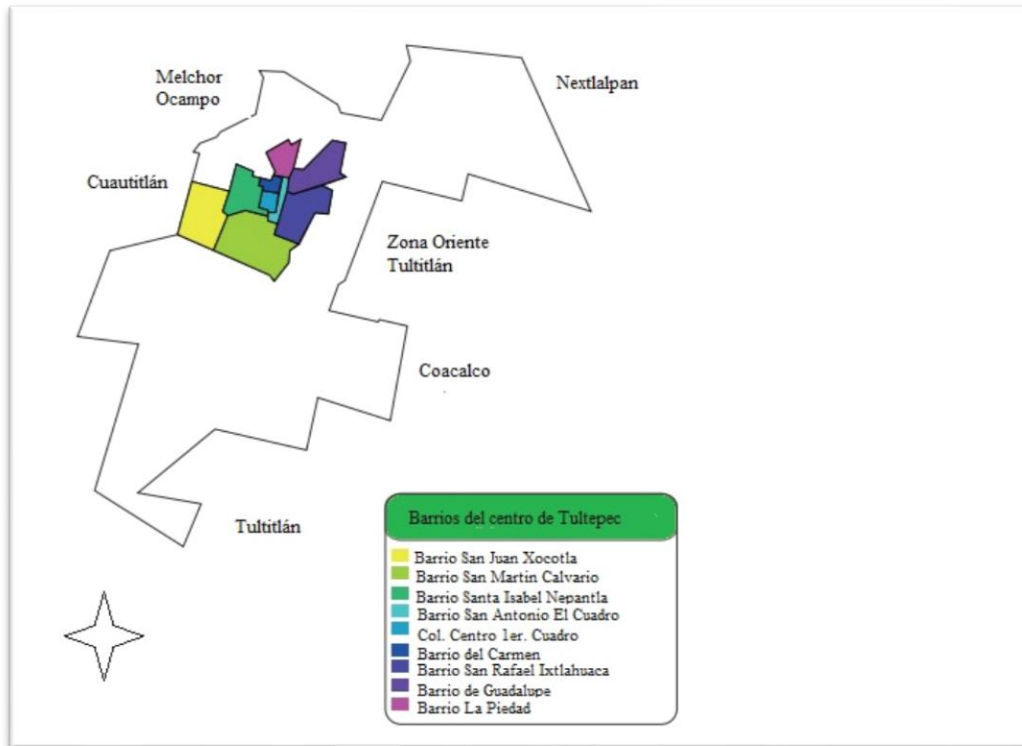 Melchor
Ocampo
Nextlalpan
Cuautitlán
Zona Oriente
Tultitlán
Coacalco
Tultitlán
Barrios del centro de Tultepec
Barrio San Juan Xocotla
Barrio San Martin Calvario
Barrio Santa Isabel Nepantla
Barrio San Antonio El Cuadro
Col. Centro 1er. Cuadro
Barrio del Carmen
Barrio San Rafael Ixtlahuaca
Barrio de Guadalupe
Barrio La Piedad